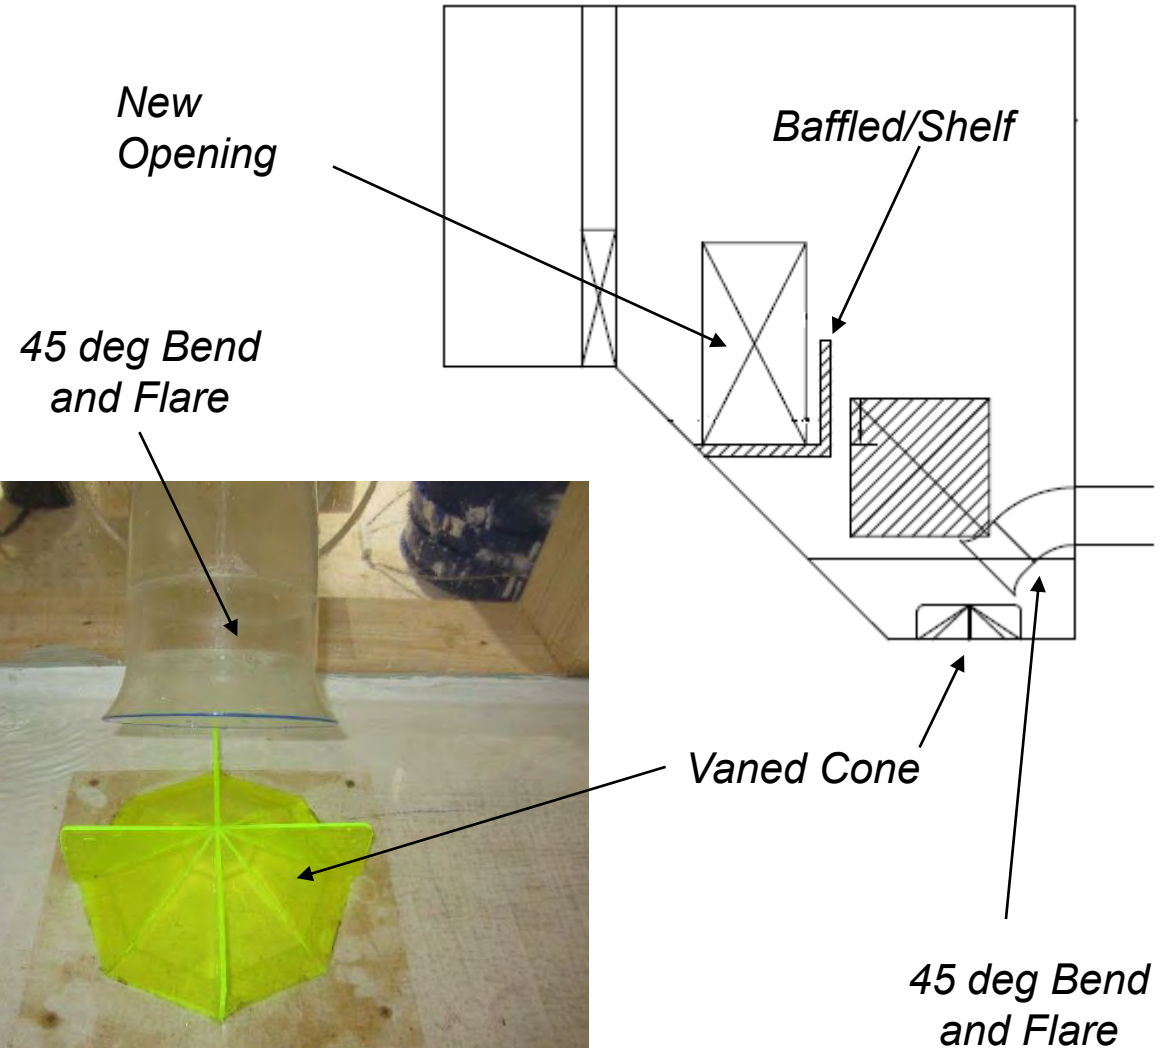 New
Opening
Baffled/Shelf
45 deg Bend
and Flare
Vaned Cone
45 deg Bend
and Flare